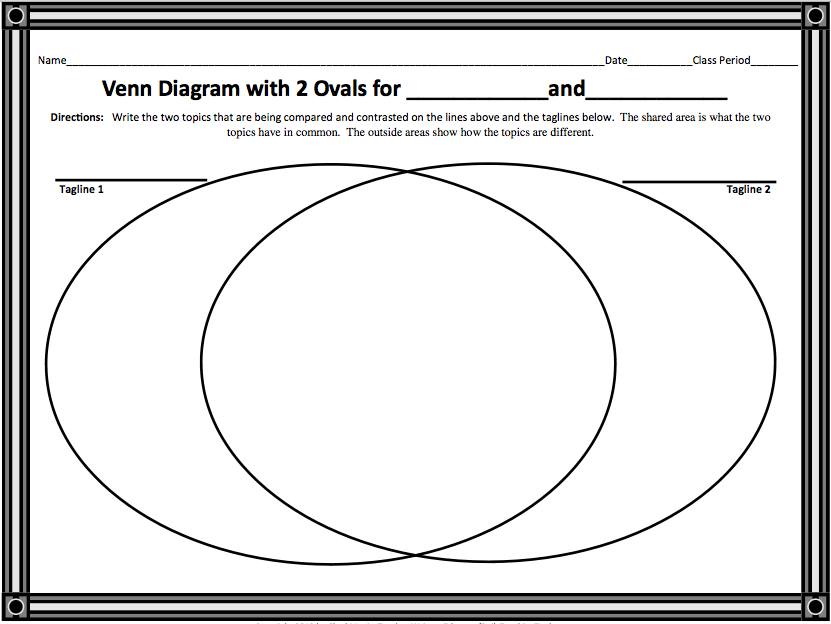 Name____________________________________________Date__________Class Period_______
Venn Diagram with 2 Ovals for ____________and____________
Directions: Write the two topics that are being compared and contrasted on the lines above and the taglines below. The shared area is what the two
topics have in common. The outside areas show how the topics are different.
Tagline 1
Tagline 2